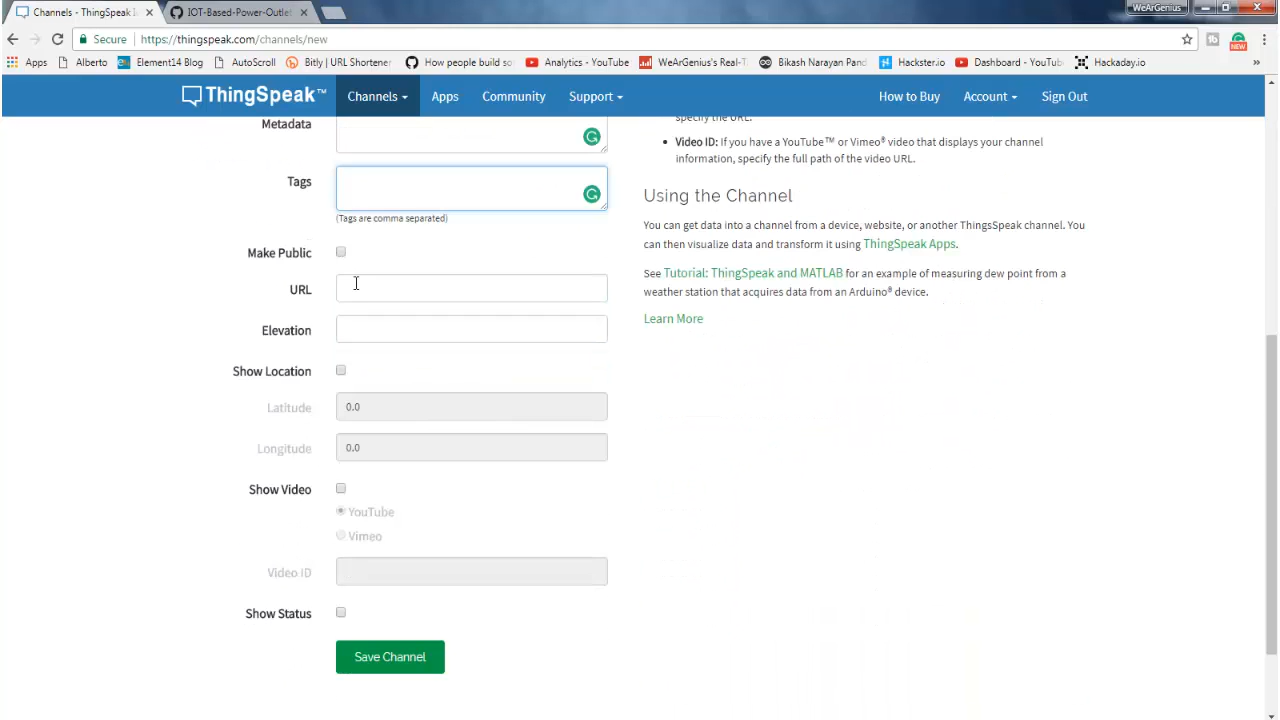 WeArGenius
Channels - ThingSpeak I
IOT-Based-Power-Outlet
Secure
https://thingspeak.com/channels/new
NEW
Apps
Alberto
Element14 Blog
AutoScroll
Bitly | URL Shortener
How people build so
Analytics - YouTube
WeArGenius's Real-T
Bikash Narayan Pand
Hackster.io
Dashboard - YouTub
Hackaday.io
»
ThingSpeak™
Channels
Apps
Community
Support
How to Buy
Account
Sign Out
Metadata
Tags
(Tags are comma separated)
Make Public
URL
Elevation
Show Location
Latitude
0.0
Longitude
0.0
Show Video
YouTube
Vimeo
Video ID
Show Status
Save Channel
specify the URL.
• Video ID: If you have a YouTube™ or Vimeo® video that displays your channel
information, specify the full path of the video URL.
Using the Channel
You can get data into a channel from a device, website, or another ThingsSpeak channel. You
can then visualize data and transform it using ThingSpeak Apps.
See Tutorial: ThingSpeak and MATLAB for an example of measuring dew point from a
weather station that acquires data from an Arduino® device.
Learn More